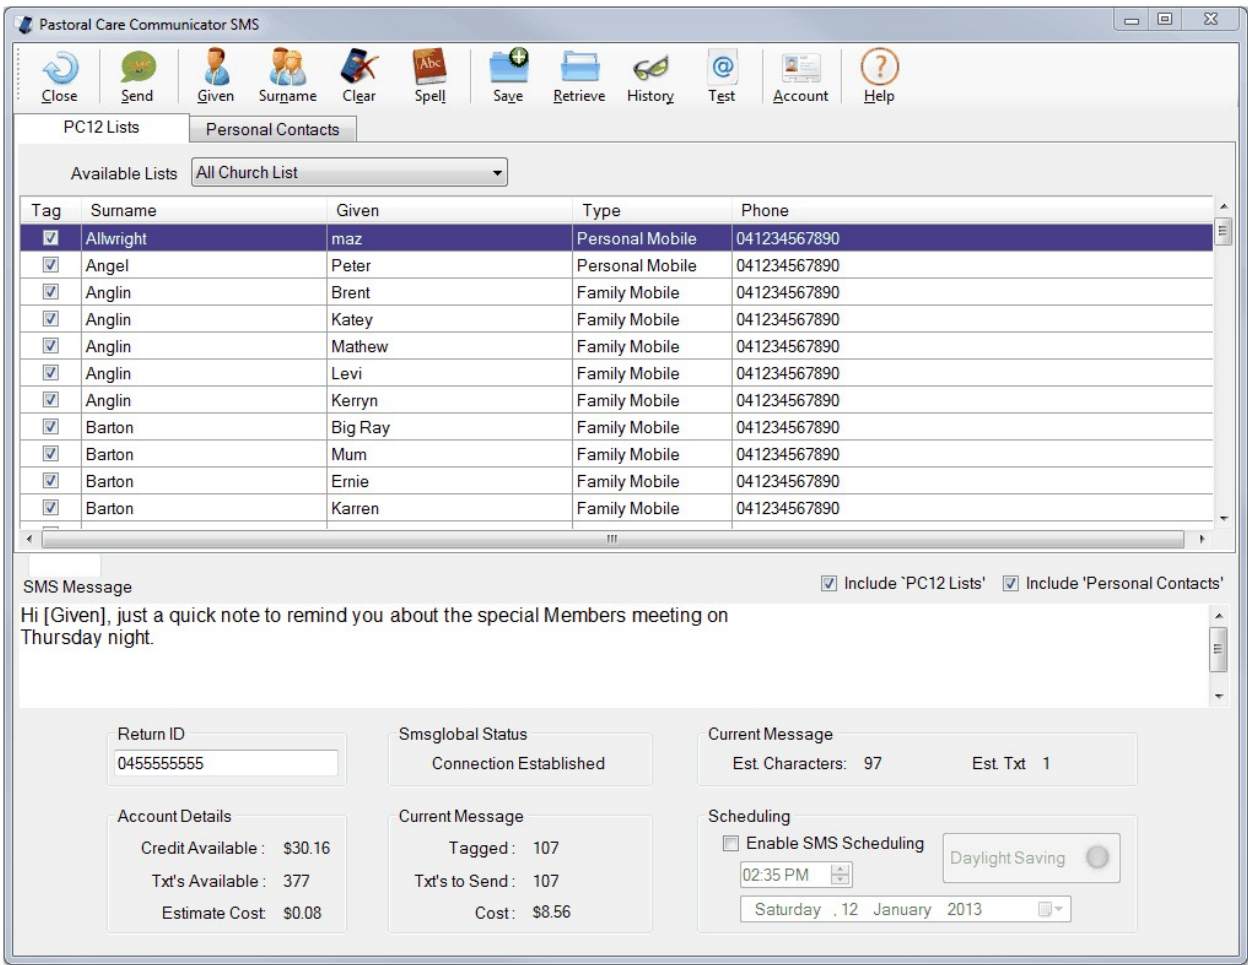 Pastoral Care Communicator SMS
Close Send Given Surname Clear Spell Save Retrieve History Test Account Help
Abc
PC12 Lists Personal Contacts
Available Lists All Church List
Tag Surname Given Type Phone
Allwright maz Personal Mobile 041234567890
Angel Peter Personal Mobile 041234567890
Anglin Brent Family Mobile 041234567890
Anglin Katey Family Mobile 041234567890
Anglin Mathew Family Mobile 041234567890
Anglin Levi Family Mobile 041234567890
Anglin Kerryn Family Mobile 041234567890
Barton Big Ray Family Mobile 041234567890
Barton Mum Family Mobile 041234567890
Barton Ernie Family Mobile 041234567890
Barton Karren Family Mobile 041234567890
SMS Message Include `PC12 Lists' Include 'Personal Contacts'
Hi [Given], just a quick note to remind you about the special Members meeting on
Thursday night.
Return ID Smsglobal Status Current Message
0455555555 Connection Established Est. Characters: 97 Est. Txt 1
Account Details Current Message Scheduling
Credit Available : $30.16 Tagged : 107 Enable SMS Scheduling
Txt's Available : 377 Txt's to Send : 107 02:35 PM Daylight Saving
Estimate Cost: $0.08 Cost : $8.56 Saturday , 12 January 2013